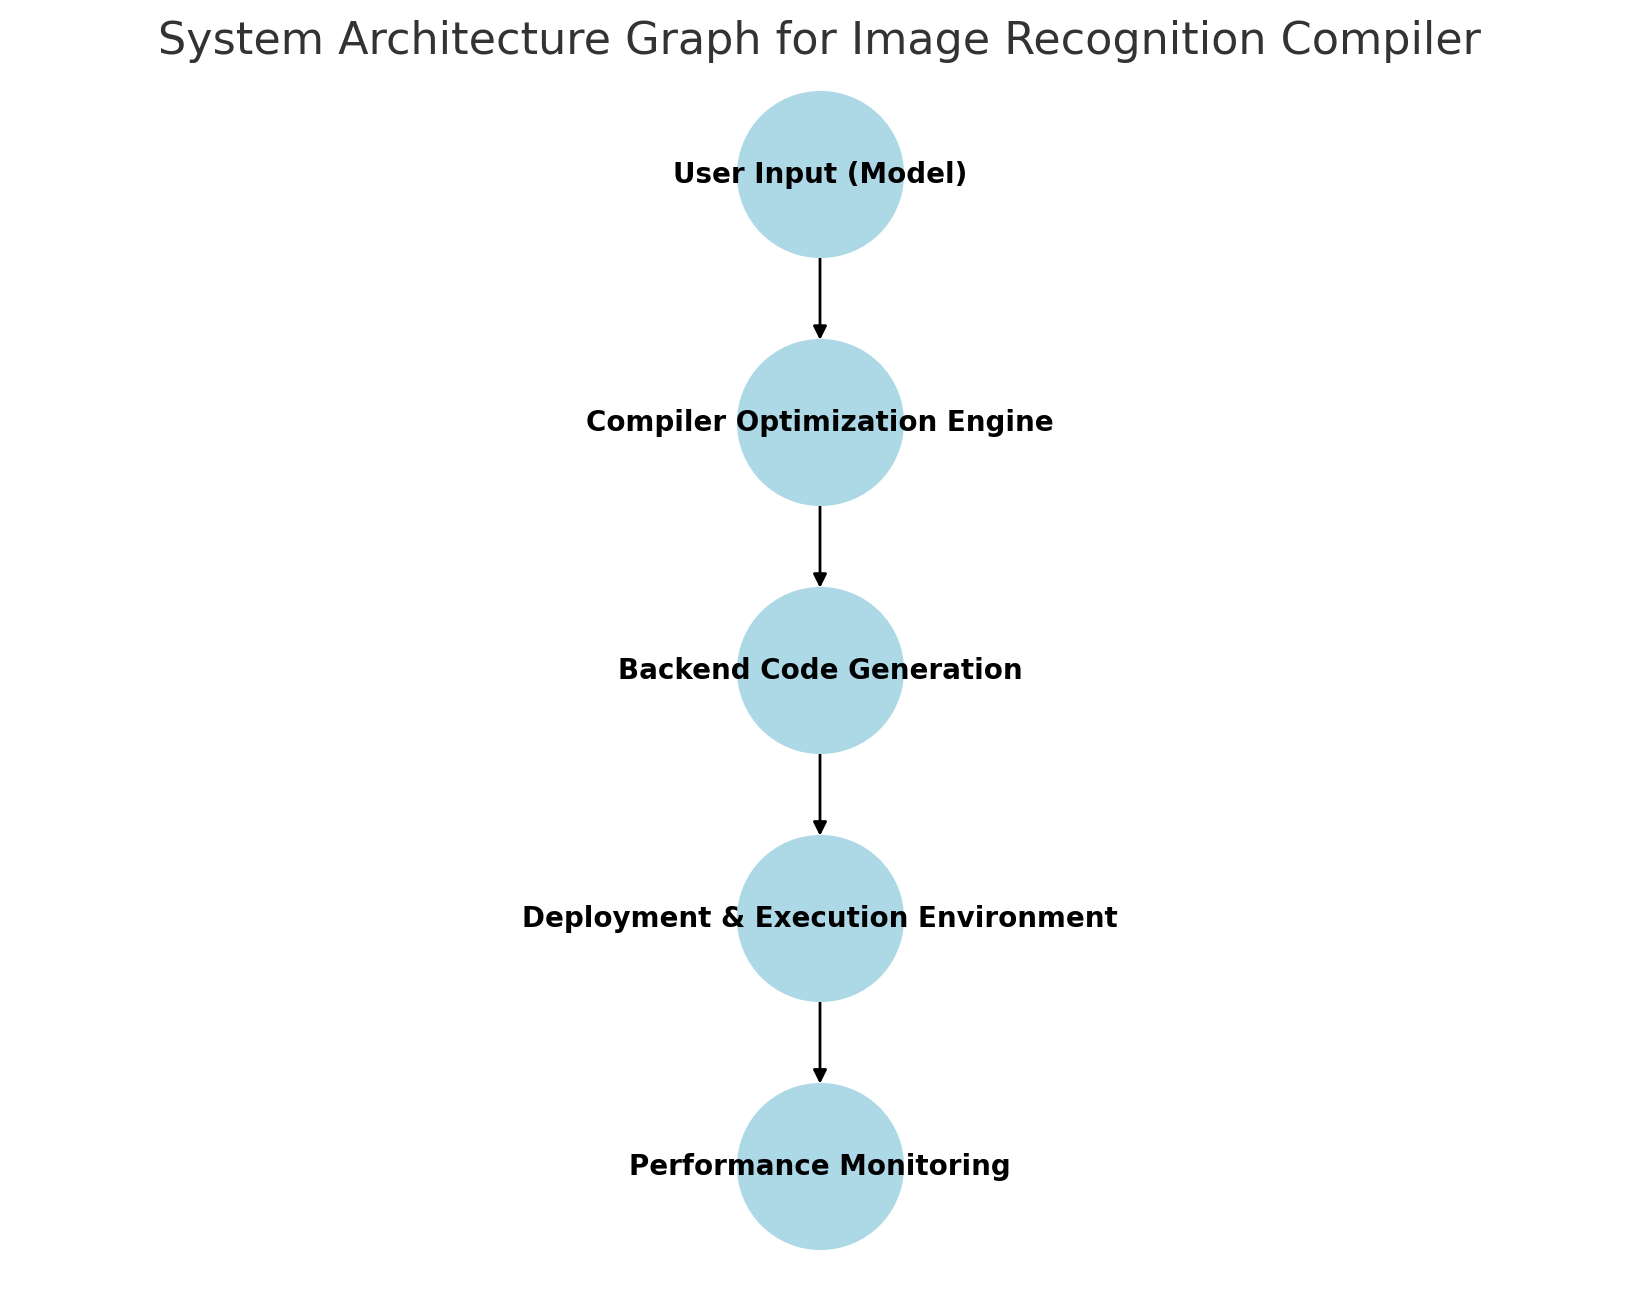 System Architecture Graph for Image Recognition Compiler
User Input (Model)
Compiler Optimization Engine
Backend Code Generation
Deployment & Execution Environment
Performance Monitoring